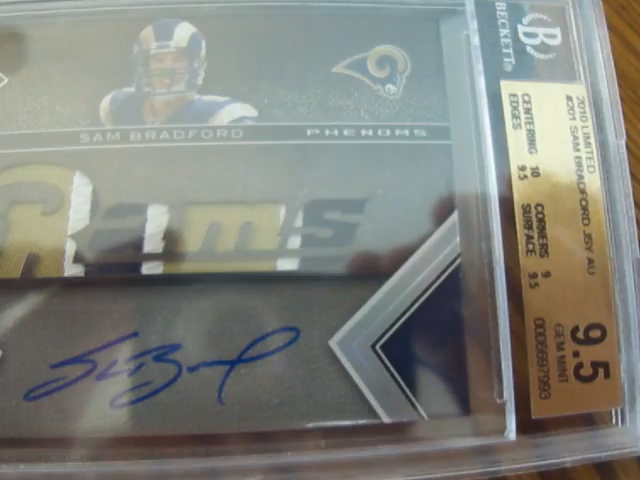 SAM BRADFORD PHENOMS
Rams
BECKETT®
B
2010 LIMITED
#201 SAM BRADFORD JSY AU
CENTERING 10 CORNERS 9
EDGES 9.5 SURFACE 9.5
9.5
GEM MINT
0006697993